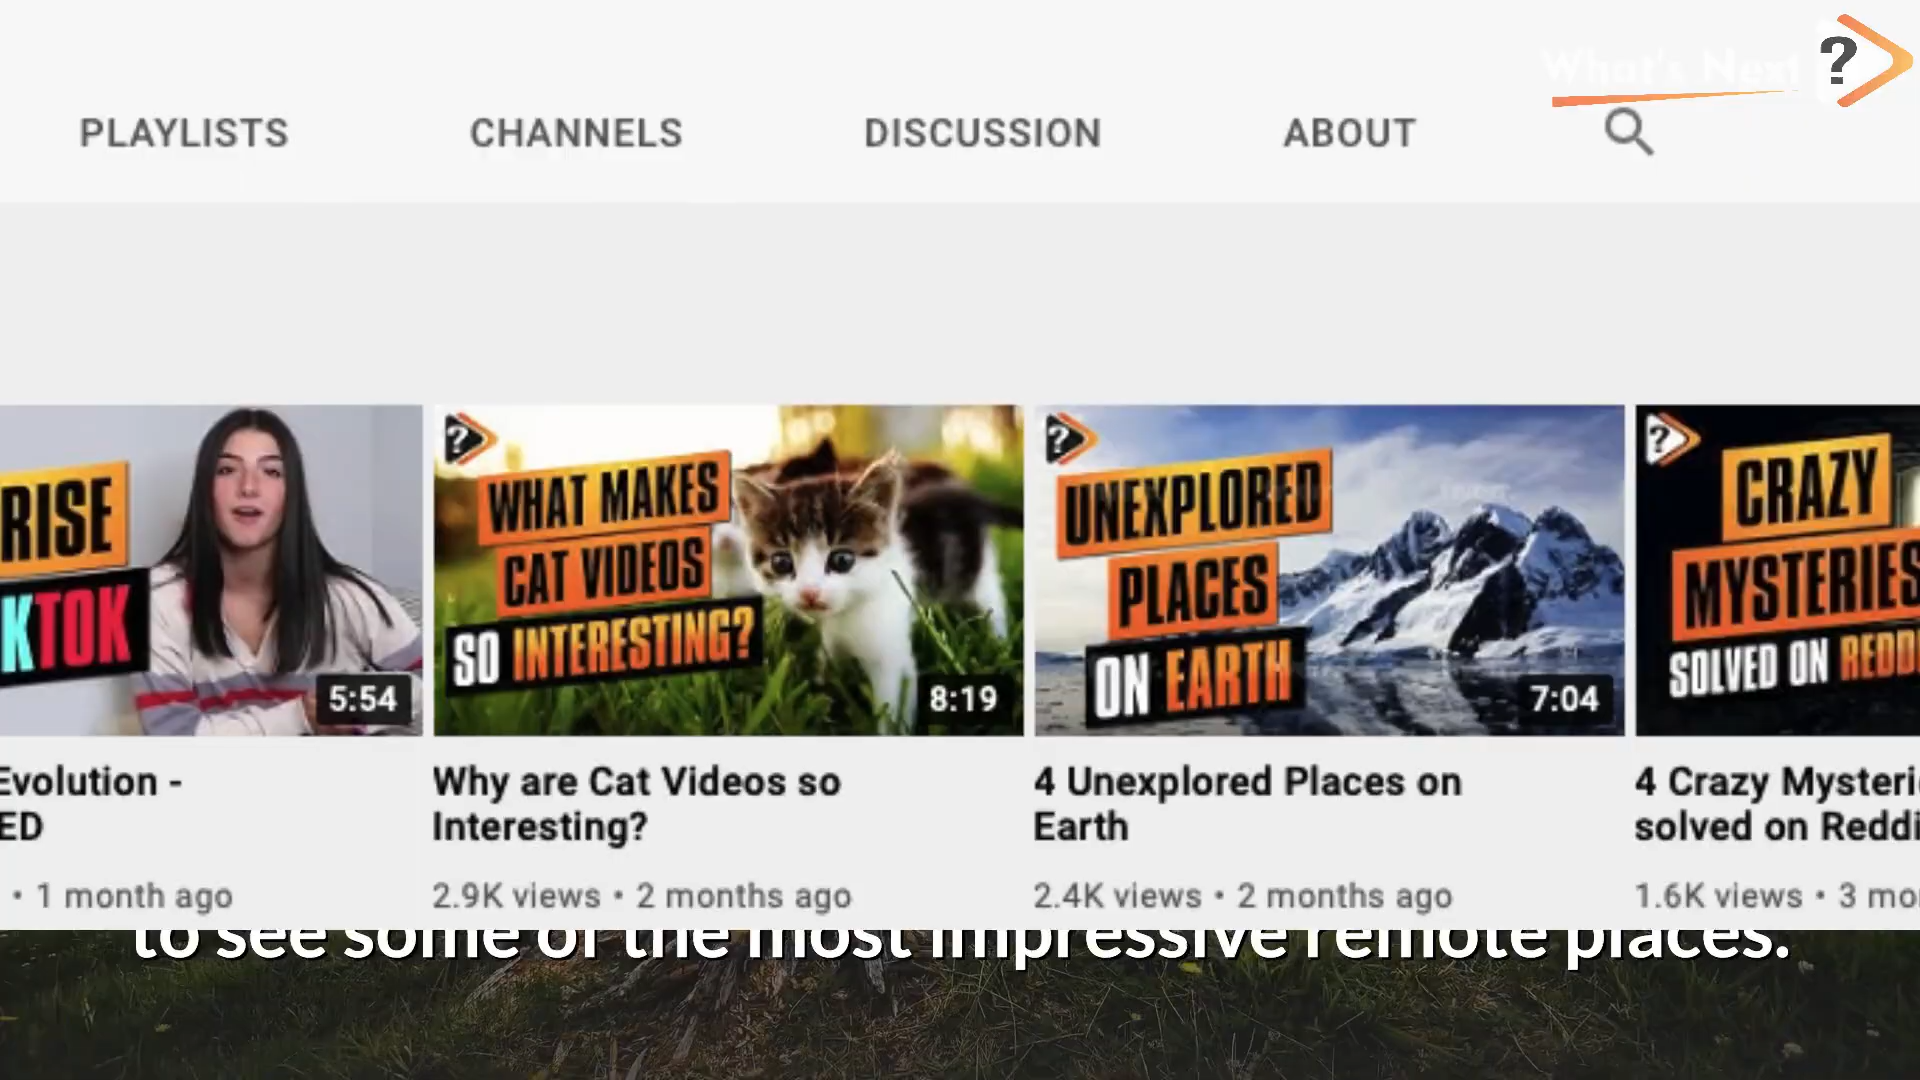 What's Next
?
PLAYLISTS CHANNELS DISCUSSION ABOUT
RISE
KTOK
5:54
Evolution -
ED
• 1 month ago
?
WHAT MAKES
CAT VIDEOS
SO INTERESTING?
8:19
Why are Cat Videos so
Interesting?
2.9K views • 2 months ago
?
UNEXPLORED
PLACES
ON EARTH
7:04
4 Unexplored Places on
Earth
2.4K views • 2 months ago
?
CRAZY
MYSTERIES
SOLVED ON REDDI
4 Crazy Mysteri
solved on Reddi
1.6K views • 3 mo
to see some of the most impressive remote places.